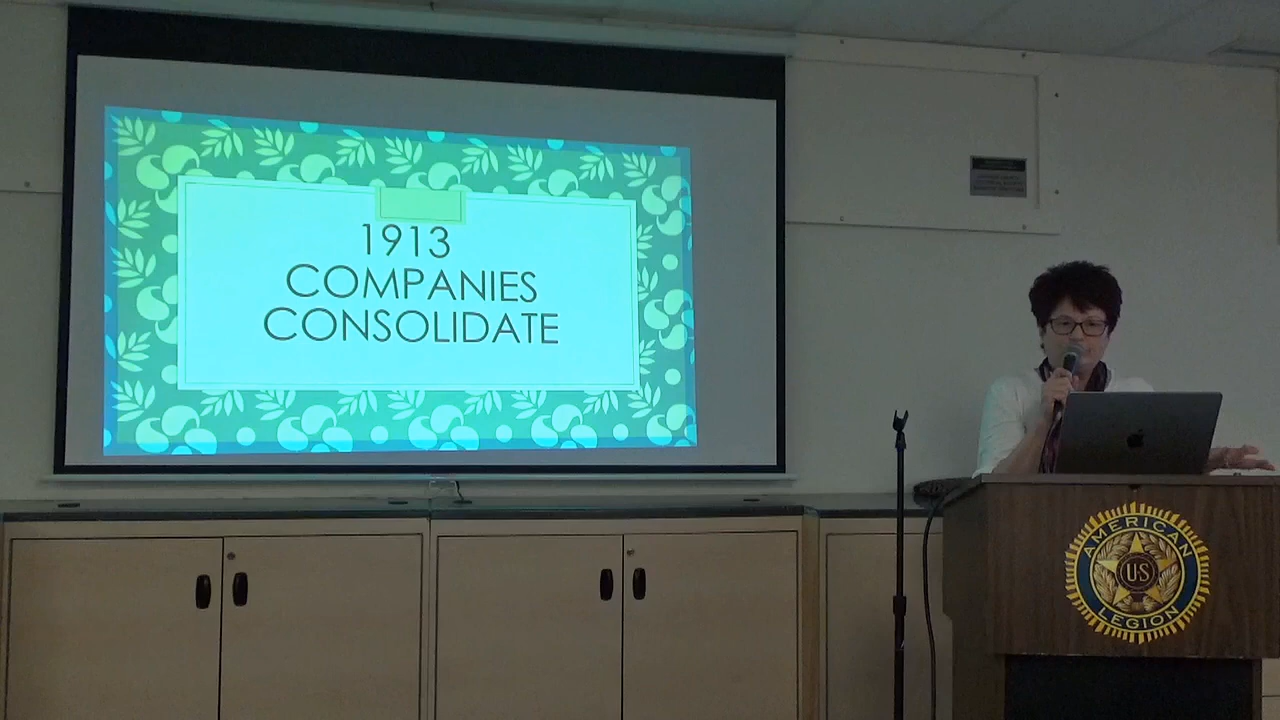 1913
COMPANIES
CONSOLIDATE
AMERICAN
US
LEGION